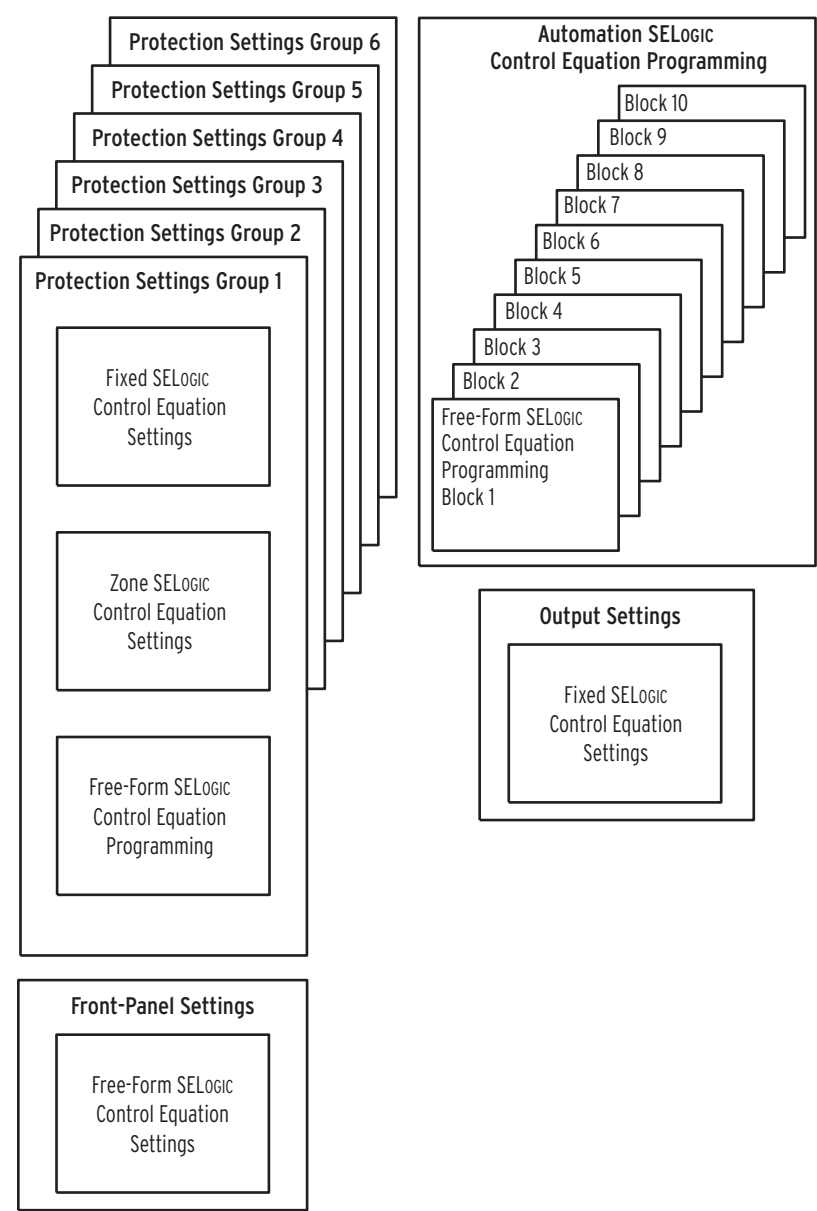 Protection Settings Group 6
Protection Settings Group 5
Protection Settings Group 4
Protection Settings Group 3
Protection Settings Group 2
Protection Settings Group 1
Fixed SELOGIC
Control Equation
Settings
Zone SELOGIC
Control Equation
Settings
Free-Form SELOGIC
Control Equation
Programming
Front-Panel Settings
Free-Form SELOGIC
Control Equation
Settings
Automation SELOGIC
Control Equation Programming
Block 10
Block 9
Block 8
Block 7
Block 6
Block 5
Block 4
Block 3
Block 2
Free-Form SELOGIC
Control Equation
Programming
Block 1
Output Settings
Fixed SELOGIC
Control Equation
Settings